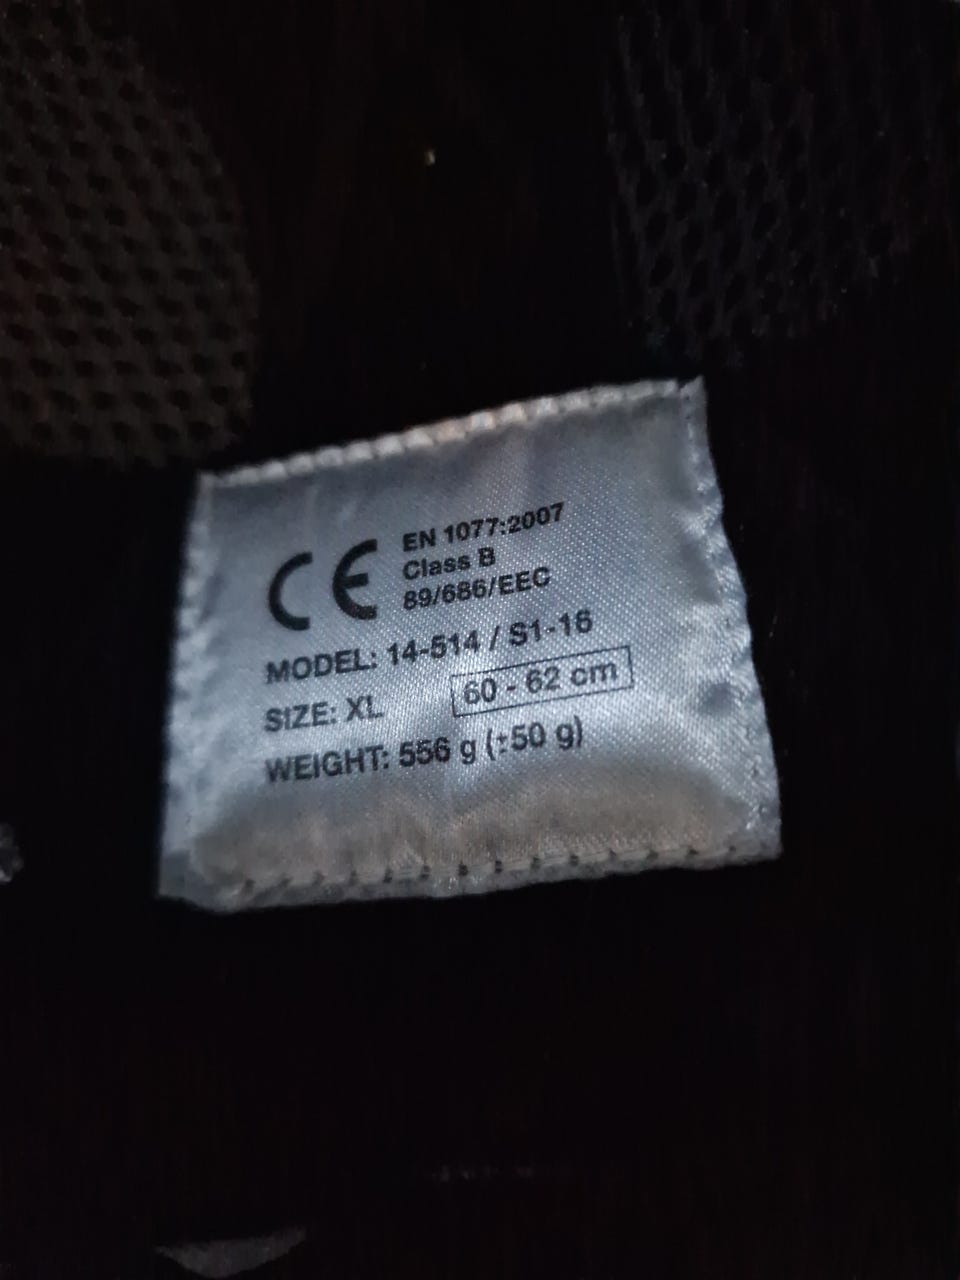 CE EN 1077:2007
Class B
89/686/EEC
MODEL: 14-514 / S1-16
SIZE: XL 60 - 62 cm
WEIGHT: 556 g (±50 g)